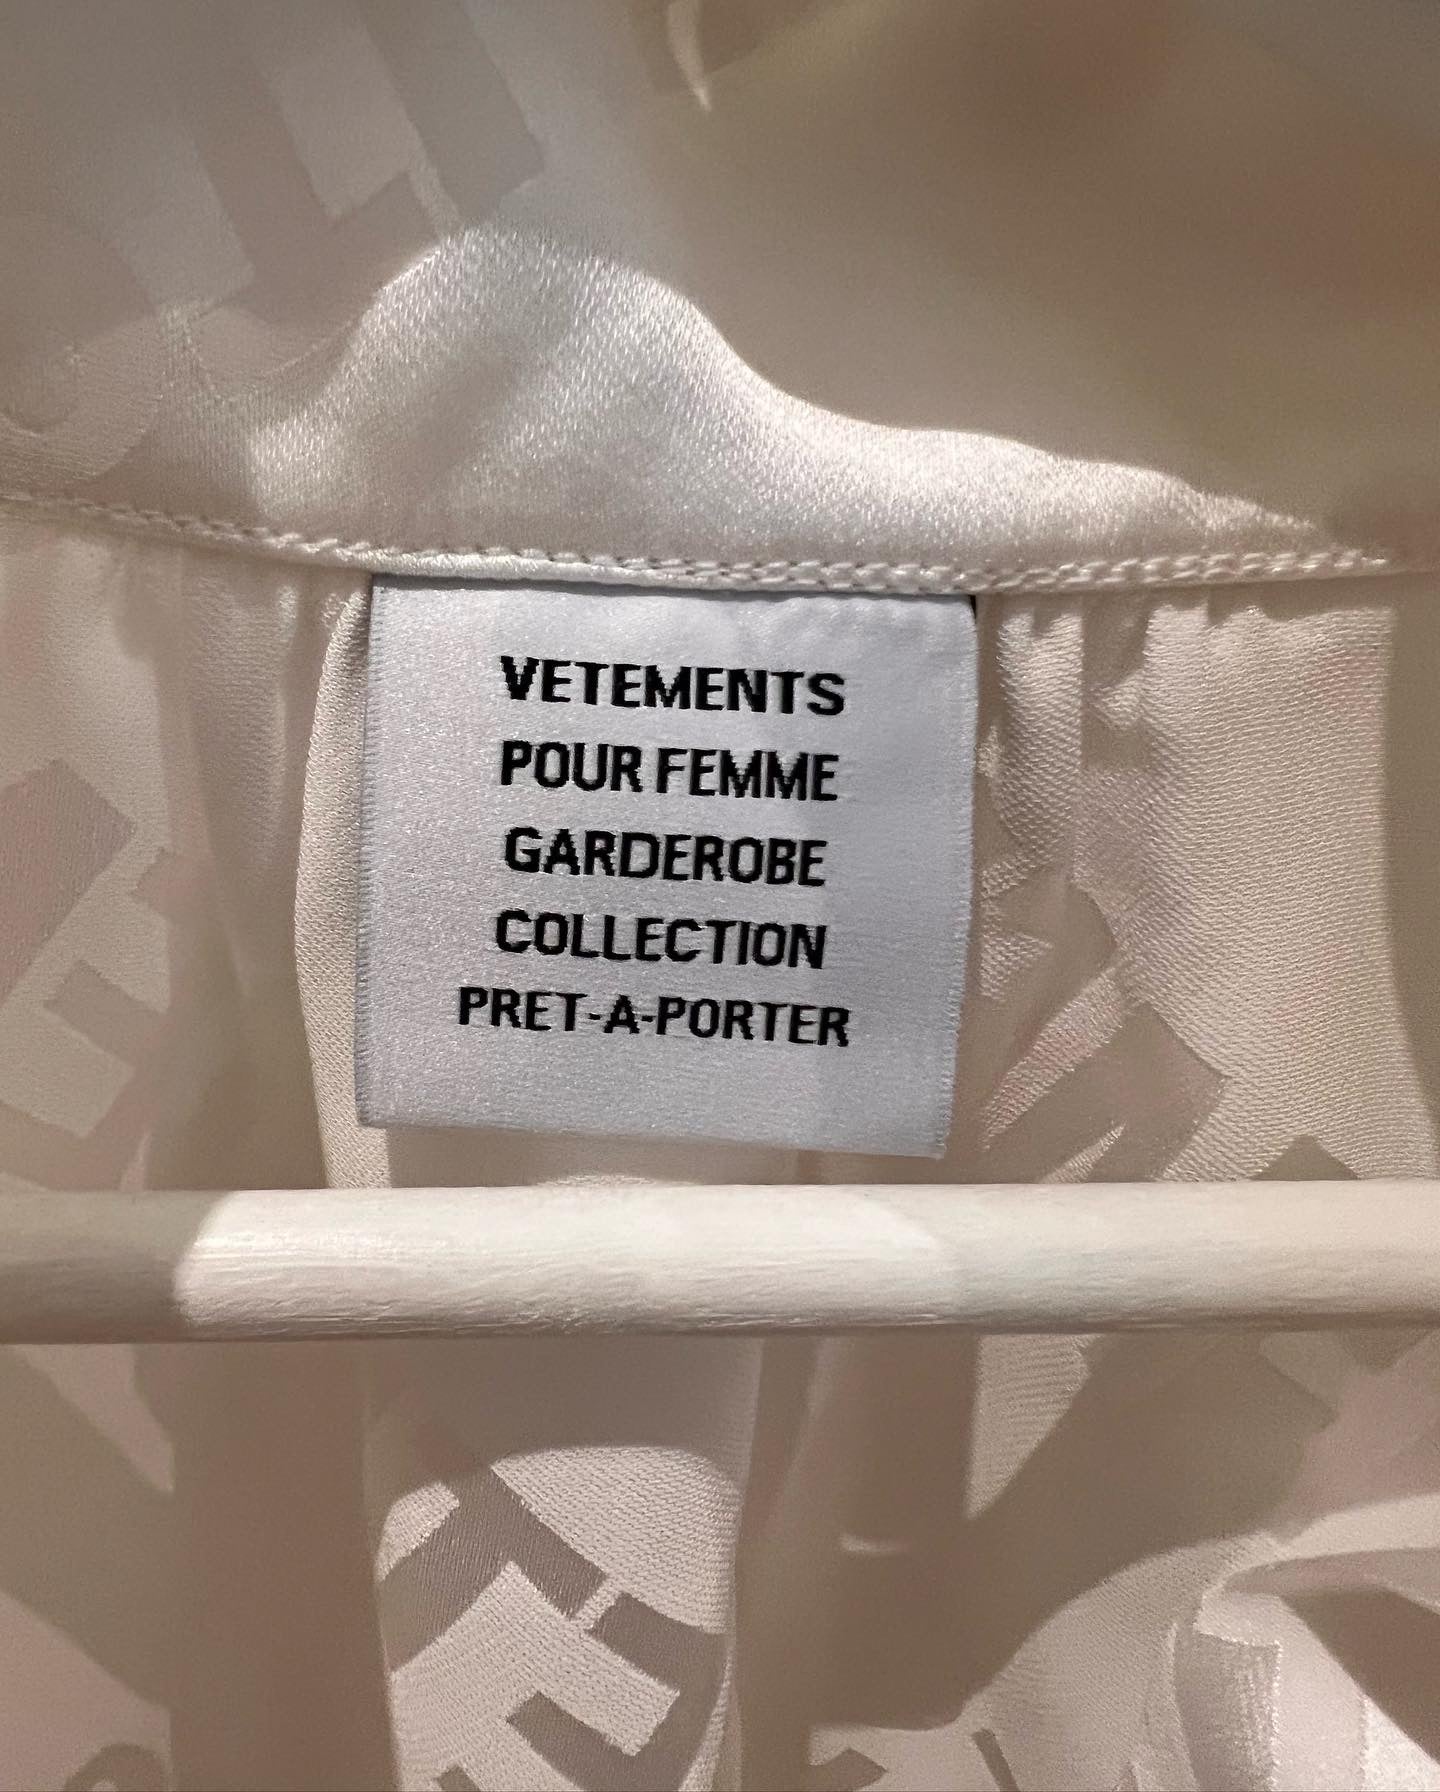 VETEMENTS
POUR FEMME
GARDEROBE
COLLECTION
PRET-A-PORTER